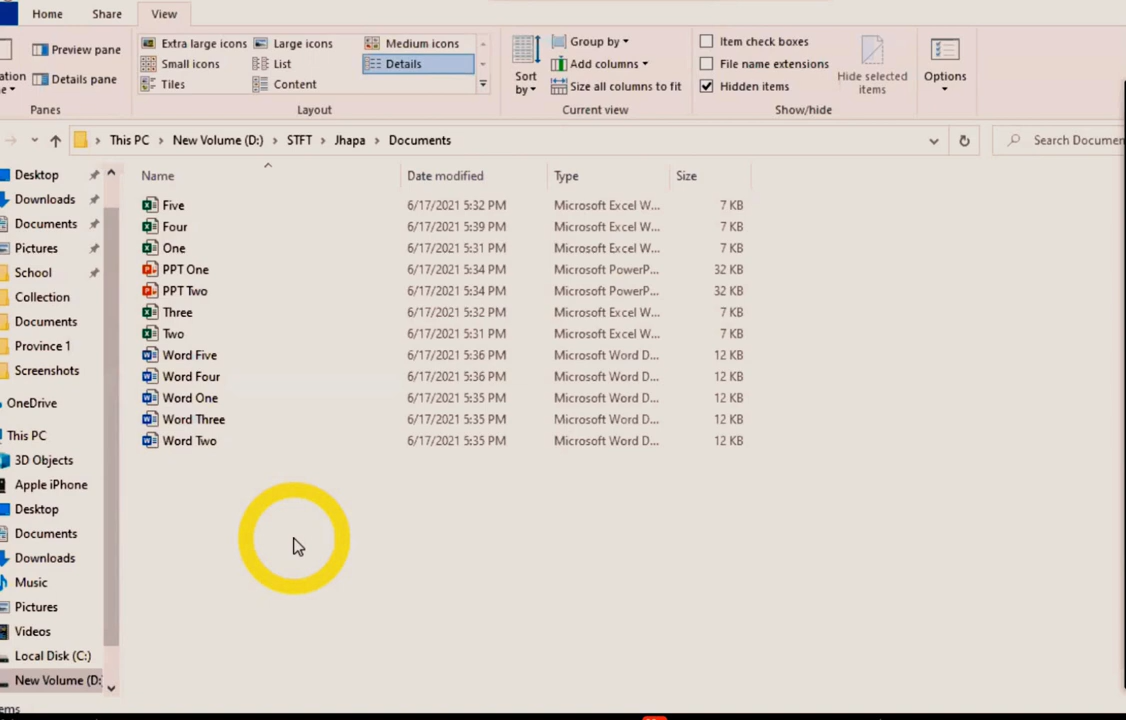 Home Share View
Preview pane
Details pane
Panes
Extra large icons Large icons Medium icons
Small icons List Details
Tiles Content
Layout
Sort by
Group by
Add columns
Size all columns to fit
Current view
Item check boxes
File name extensions
Hidden items
Hide selected items
Show/hide
Options
This PC > New Volume (D:) > STFT > Jhapa > Documents
Search Documen
Desktop
Downloads
Documents
Pictures
School
Collection
Documents
Province 1
Screenshots
OneDrive
This PC
3D Objects
Apple iPhone
Desktop
Documents
Downloads
Music
Pictures
Videos
Local Disk (C:)
New Volume (D:
Name Date modified Type Size
Five 6/17/2021 5:32 PM Microsoft Excel W... 7 KB
Four 6/17/2021 5:39 PM Microsoft Excel W... 7 KB
One 6/17/2021 5:31 PM Microsoft Excel W... 7 KB
PPT One 6/17/2021 5:34 PM Microsoft PowerP... 32 KB
PPT Two 6/17/2021 5:34 PM Microsoft PowerP... 32 KB
Three 6/17/2021 5:32 PM Microsoft Excel W... 7 KB
Two 6/17/2021 5:31 PM Microsoft Excel W... 7 KB
Word Five 6/17/2021 5:36 PM Microsoft Word D... 12 KB
Word Four 6/17/2021 5:36 PM Microsoft Word D... 12 KB
Word One 6/17/2021 5:35 PM Microsoft Word D... 12 KB
Word Three 6/17/2021 5:35 PM Microsoft Word D... 12 KB
Word Two 6/17/2021 5:35 PM Microsoft Word D... 12 KB